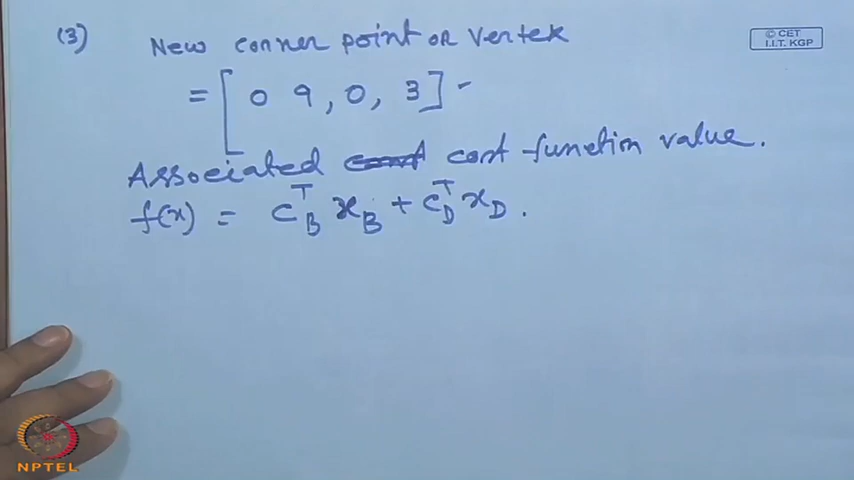 (3) New corner point or Vertex
© CET
I.I.T. KGP
= [ 0 9, 0, 3 ] -
Associated cost function value.
f(x) = C_B^T x_B + C_D^T x_D.
NPTEL